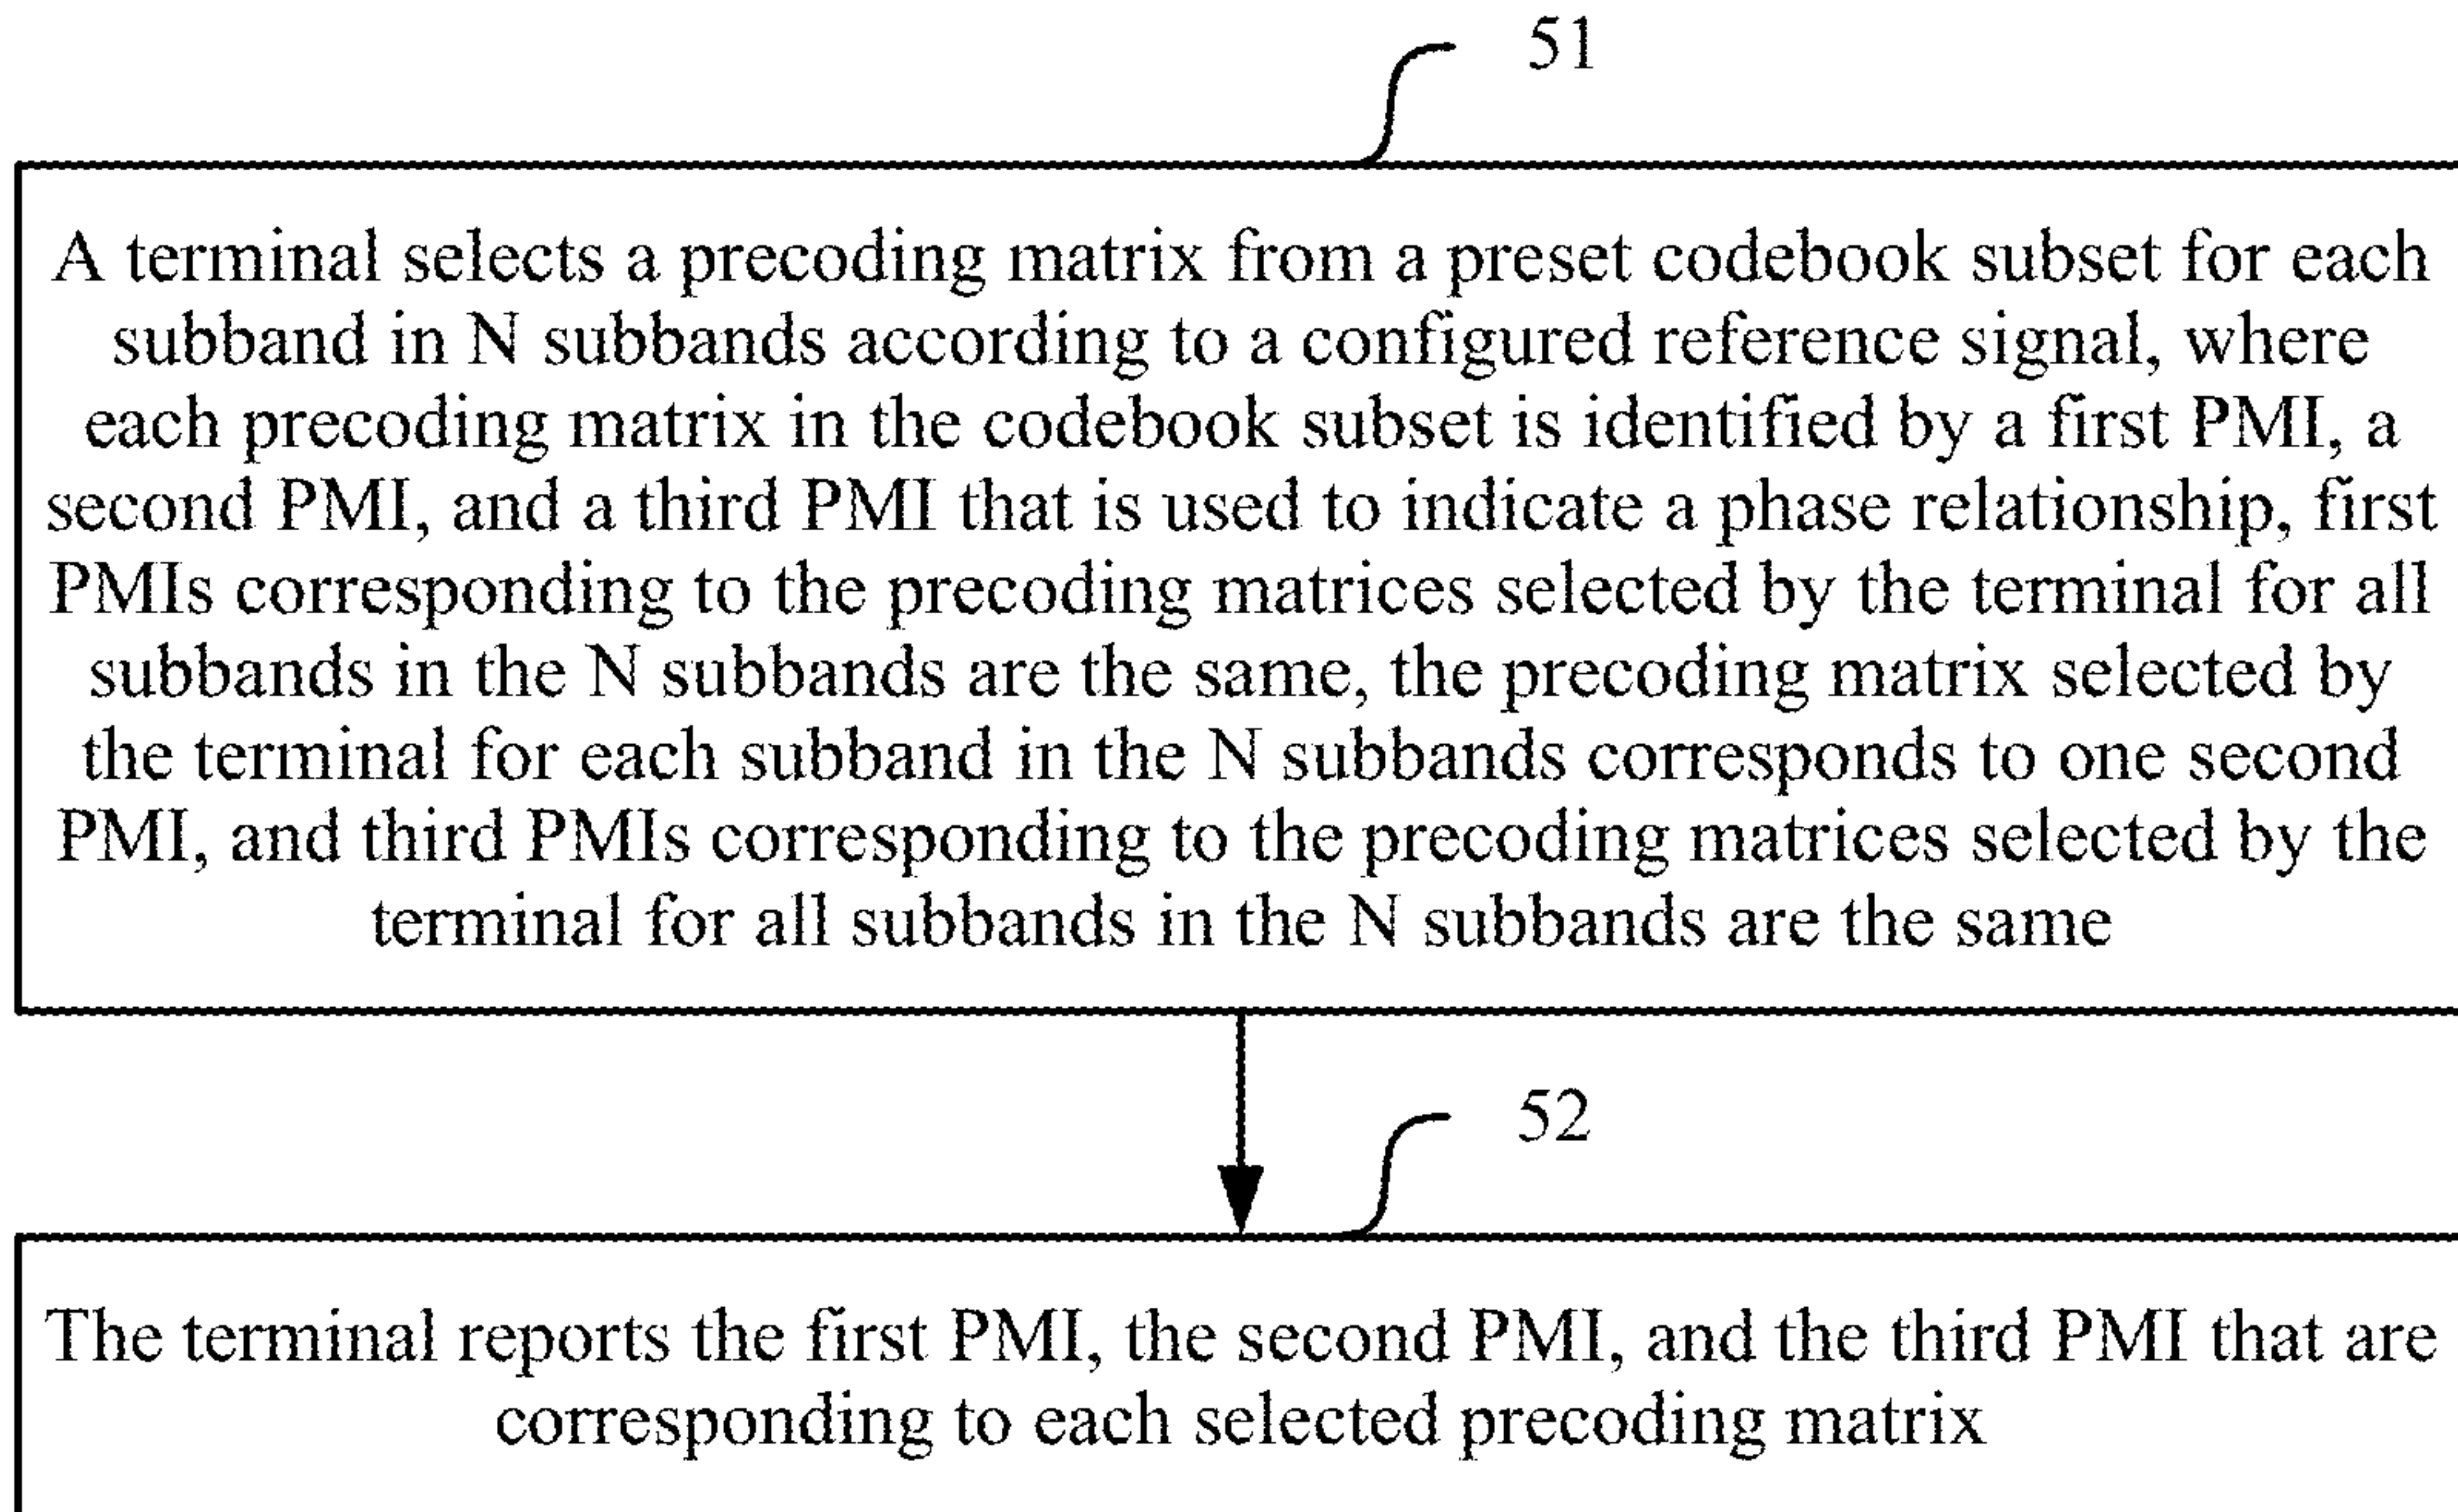 51
A terminal selects a precoding matrix from a preset codebook subset for each
subband in N subbands according to a configured reference signal, where
each precoding matrix in the codebook subset is identified by a first PMI, a
second PMI, and a third PMI that is used to indicate a phase relationship, first
PMIs corresponding to the precoding matrices selected by the terminal for all
subbands in the N subbands are the same, the precoding matrix selected by
the terminal for each subband in the N subbands corresponds to one second
PMI, and third PMIs corresponding to the precoding matrices selected by the
terminal for all subbands in the N subbands are the same
52
The terminal reports the first PMI, the second PMI, and the third PMI that are
corresponding to each selected precoding matrix